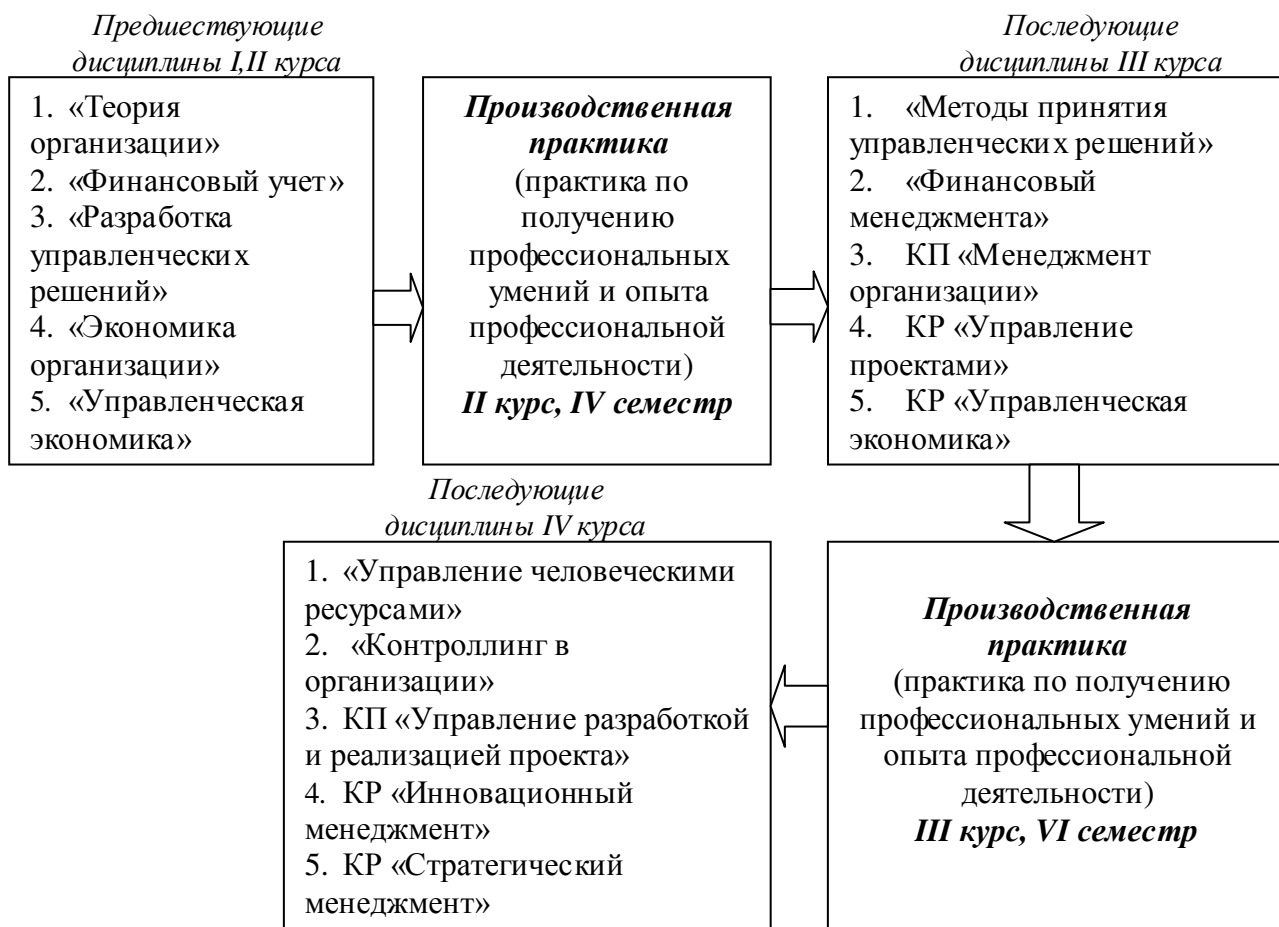 Предшествующие
дисциплины I,II курса
1. «Теория
организации»
2. «Финансовый учет»
3. «Разработка
управленческих
решений»
4. «Экономика
организации»
5. «Управленческая
экономика»
Производственная
практика
(практика по
получению
профессиональных
умений и опыта
профессиональной
деятельности)
II курс, IV семестр
Последующие
дисциплины III курса
1. «Методы принятия
управленческих решений»
2. «Финансовый
менеджмента»
3. КП «Менеджмент
организации»
4. КР «Управление
проектами»
5. КР «Управленческая
экономика»
Производственная
практика
(практика по получению
профессиональных умений и
опыта профессиональной
деятельности)
III курс, VI семестр
Последующие
дисциплины IV курса
1. «Управление человеческими
ресурсами»
2. «Контроллинг в
организации»
3. КП «Управление разработкой
и реализацией проекта»
4. КР «Инновационный
менеджмент»
5. КР «Стратегический
менеджмент»